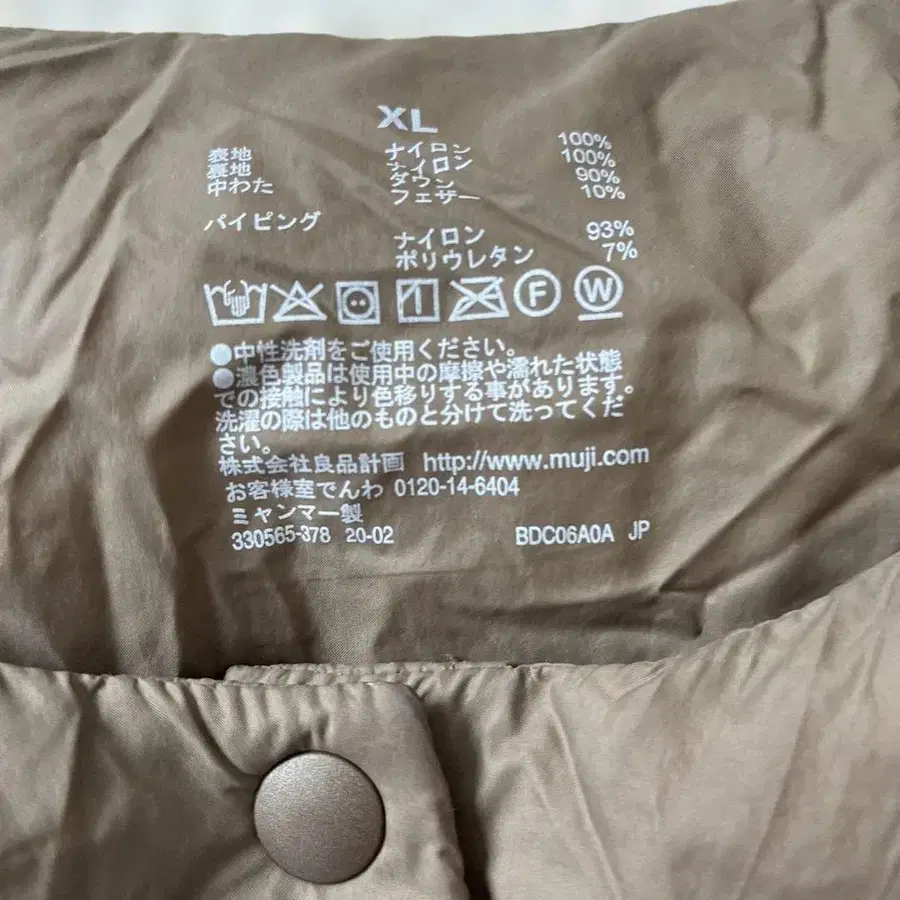 XL
表地 ナイロン 100%
裏地 ナイロン 100%
中わた ダウン 90%
フェザー 10%
パイピング
ナイロン 93%
ポリウレタン 7%
F W
●中性洗剤をご使用ください。
●濃色製品は使用中の摩擦や濡れた状態
での接触により色移りする事があります。
洗濯の際は他のものと分けて洗ってくだ
さい。
株式会社良品計画 http://www.muji.com
お客様室でんわ 0120-14-6404
ミャンマー製
330565-378 20-02 BDC06A0A JP